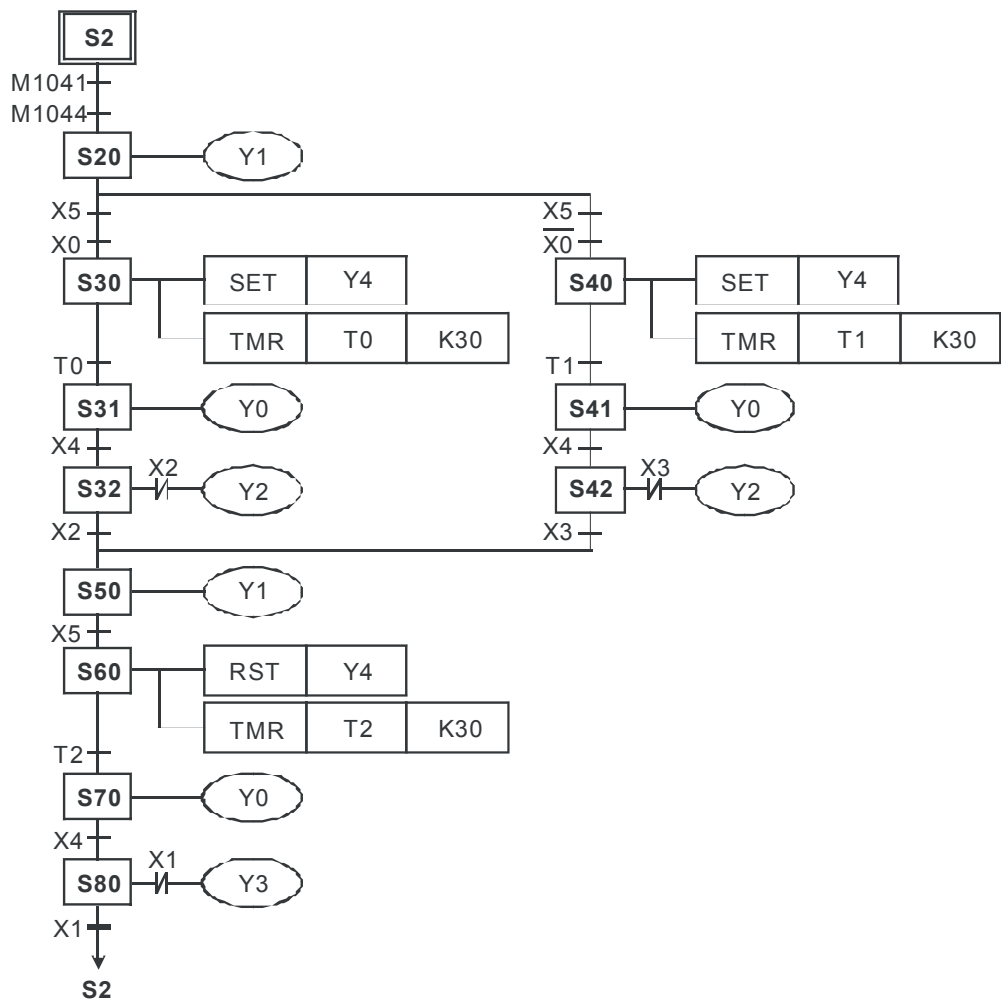 S2
M1041
M1044
S20 Y1
X5 X5
X0 X0
S30 SET Y4 S40 SET Y4
TMR T0 K30 TMR T1 K30
T0 T1
S31 Y0 S41 Y0
X4 X4
X2 X3
S32 Y2 S42 Y2
X2 X3
S50 Y1
X5
S60 RST Y4
TMR T2 K30
T2
S70 Y0
X4
X1
S80 Y3
X1
S2